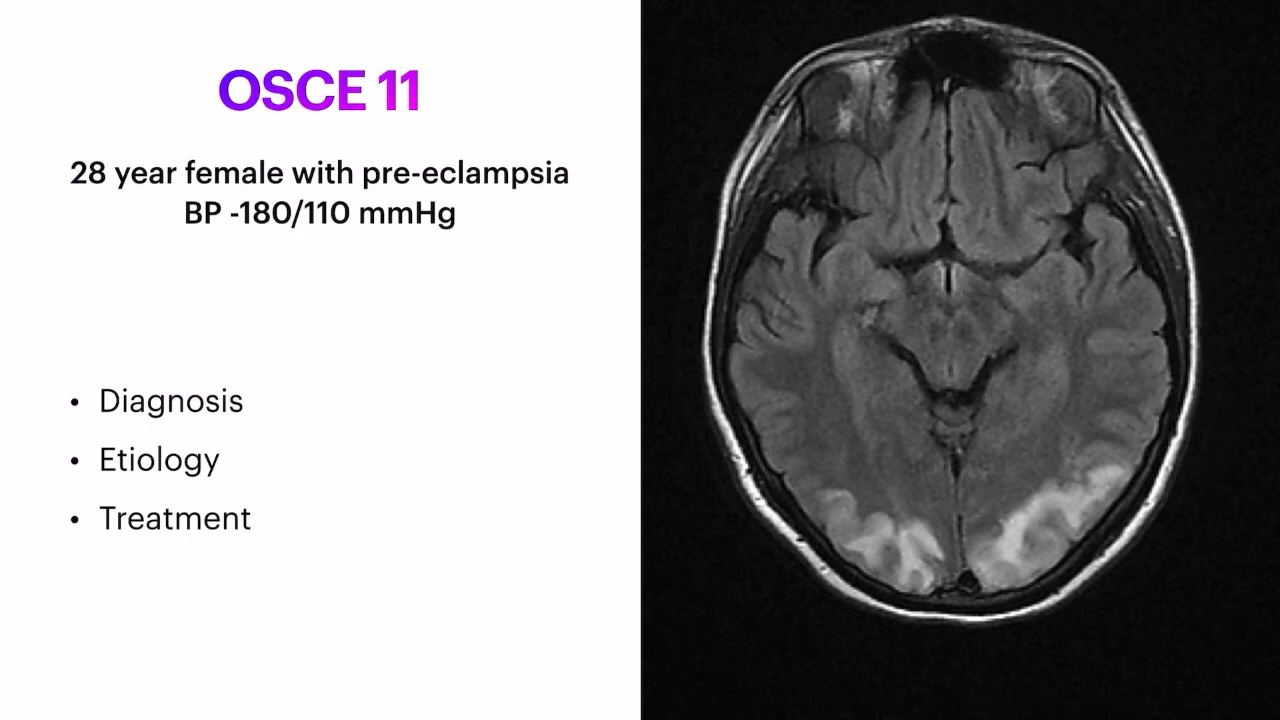 OSCE 11
28 year female with pre-eclampsia
BP -180/110 mmHg
• Diagnosis
• Etiology
• Treatment